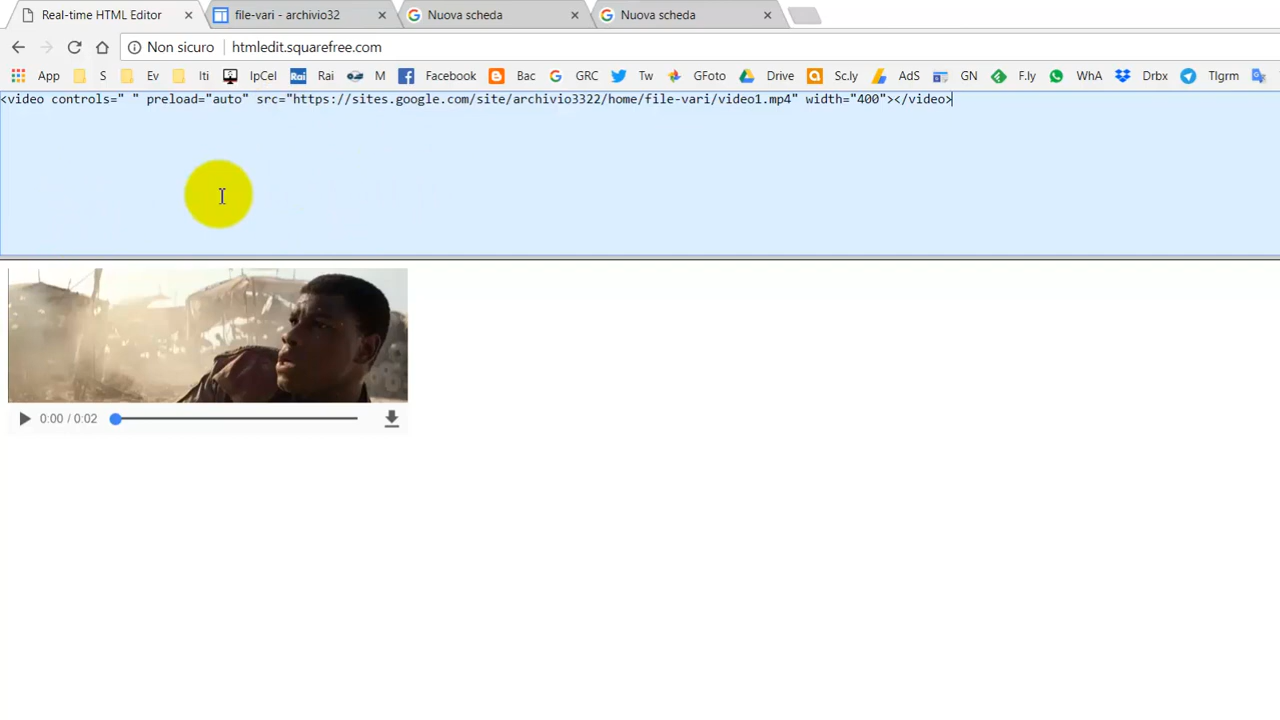 Real-time HTML Editor
file-vari - archivio32
Nuova scheda
Nuova scheda
Non sicuro htmledit.squarefree.com
App S Ev Iti IpCel Rai Rai M Facebook Bac GRC Tw GFoto Drive Sc.ly AdS GN F.ly WhA Drbx Tlgrm
<video controls=" " preload="auto" src="https://sites.google.com/site/archivio3322/home/file-vari/video1.mp4" width="400"></video>
0:00 / 0:02